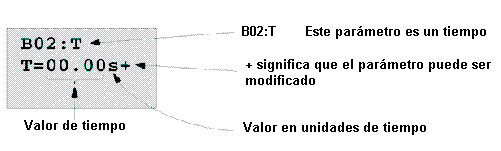 B02:T
T=00.00s+
Valor de tiempo
B02:T Este parámetro es un tiempo
+ significa que el parámetro puede ser
modificado
Valor en unidades de tiempo